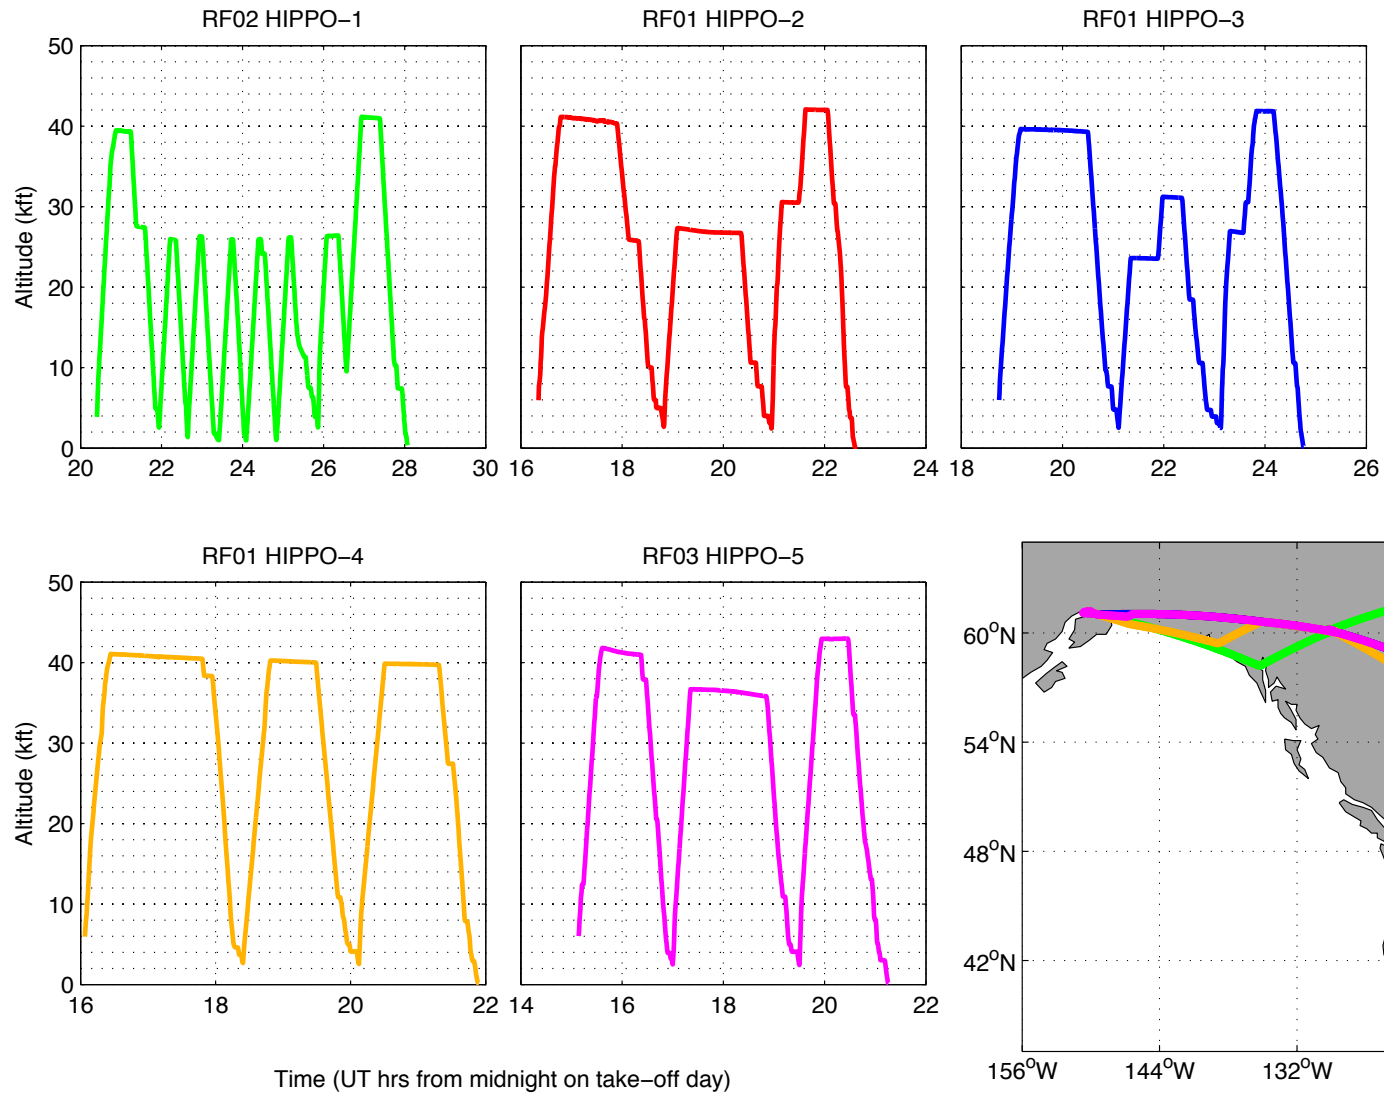 RF02 HIPPO−1
RF01 HIPPO−2
RF01 HIPPO−3
50
40
30
20
10
0
Altitude (kft)
20 22 24 26 28 30
16 18 20 22 24
18 20 22 24 26
RF01 HIPPO−4
RF03 HIPPO−5
50
40
30
20
10
0
Altitude (kft)
16 18 20 22
14 16 18 20 22
60°N
54°N
48°N
42°N
156°W 144°W 132°W
Time (UT hrs from midnight on take−off day)